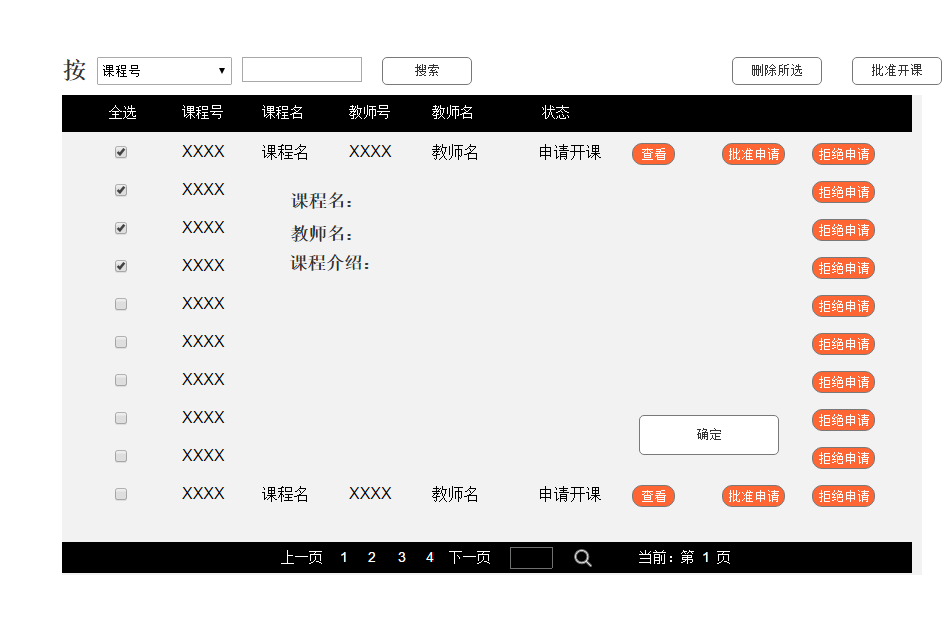 按 课程号 搜索 删除所选 批准开课
全选 课程号 课程名 教师号 教师名 状态
XXXX 课程名 XXXX 教师名 申请开课 查看 批准申请 拒绝申请
XXXX 拒绝申请
课程名：
XXXX 拒绝申请
教师名：
XXXX 拒绝申请
课程介绍：
XXXX 拒绝申请
XXXX 拒绝申请
XXXX 拒绝申请
XXXX 拒绝申请
确定
XXXX 拒绝申请
XXXX 课程名 XXXX 教师名 申请开课 查看 批准申请 拒绝申请
上一页 1 2 3 4 下一页 当前：第 1 页